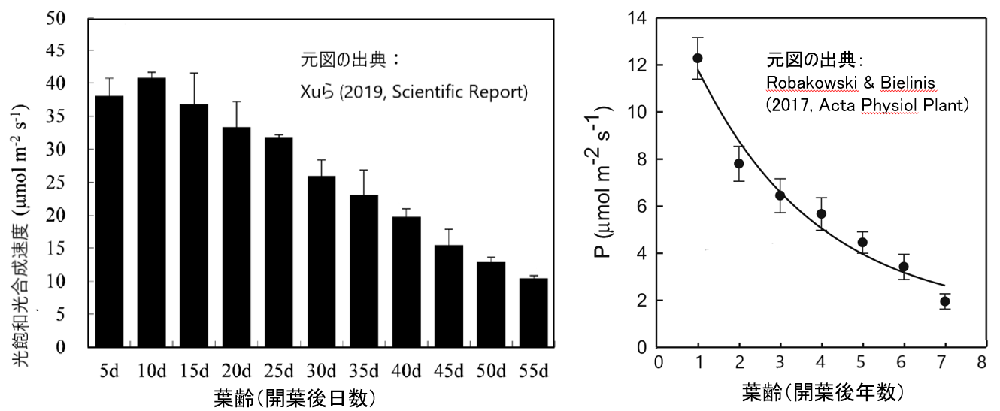 50
45
40
35
30
25
20
15
10
5
0
光飽和光合成速度 (μmol m-2 s-1)
元図の出典：
Xuら (2019, Scientific Report)
5d 10d 15d 20d 25d 30d 35d 40d 45d 50d 55d
葉齢（開葉後日数）
14
12
10
8
6
4
2
0
P (μmol m-2 s-1)
元図の出典：
Robakowski & Bielinis
(2017, Acta Physiol Plant)
0 1 2 3 4 5 6 7 8
葉齢（開葉後年数）